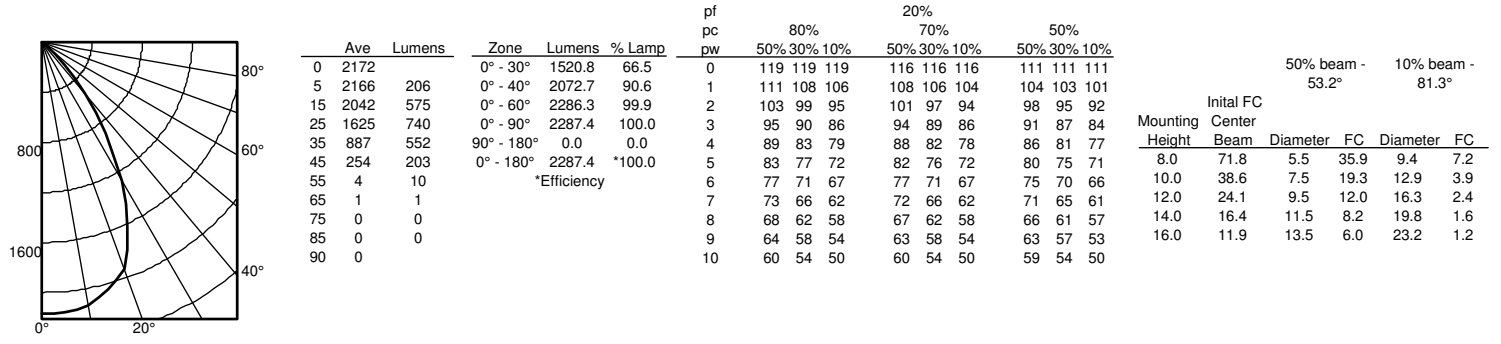 80°
60°
40°
800
1600
0° 20°
Ave Lumens
0 2172
5 2166 206
15 2042 575
25 1625 740
35 887 552
45 254 203
55 4 10
65 1 1
75 0 0
85 0 0
90 0
Zone Lumens % Lamp
0° - 30° 1520.8 66.5
0° - 40° 2072.7 90.6
0° - 60° 2286.3 99.9
0° - 90° 2287.4 100.0
90° - 180° 0.0 0.0
0° - 180° 2287.4 *100.0
*Efficiency
pf 20%
pc 80% 70% 50%
pw 50% 30% 10% 50% 30% 10% 50% 30% 10%
0 119 119 119 116 116 116 111 111 111
1 111 108 106 108 106 104 104 103 101
2 103 99 95 101 97 94 98 95 92
3 95 90 86 94 89 86 91 87 84
4 89 83 79 88 82 78 86 81 77
5 83 77 72 82 76 72 80 75 71
6 77 71 67 77 71 67 75 70 66
7 73 66 62 72 66 62 71 65 61
8 68 62 58 67 62 58 66 61 57
9 64 58 54 63 58 54 63 57 53
10 60 54 50 60 54 50 59 54 50
50% beam - 10% beam -
53.2° 81.3°
Inital FC
Mounting Center
Height Beam Diameter FC Diameter FC
8.0 71.8 5.5 35.9 9.4 7.2
10.0 38.6 7.5 19.3 12.9 3.9
12.0 24.1 9.5 12.0 16.3 2.4
14.0 16.4 11.5 8.2 19.8 1.6
16.0 11.9 13.5 6.0 23.2 1.2